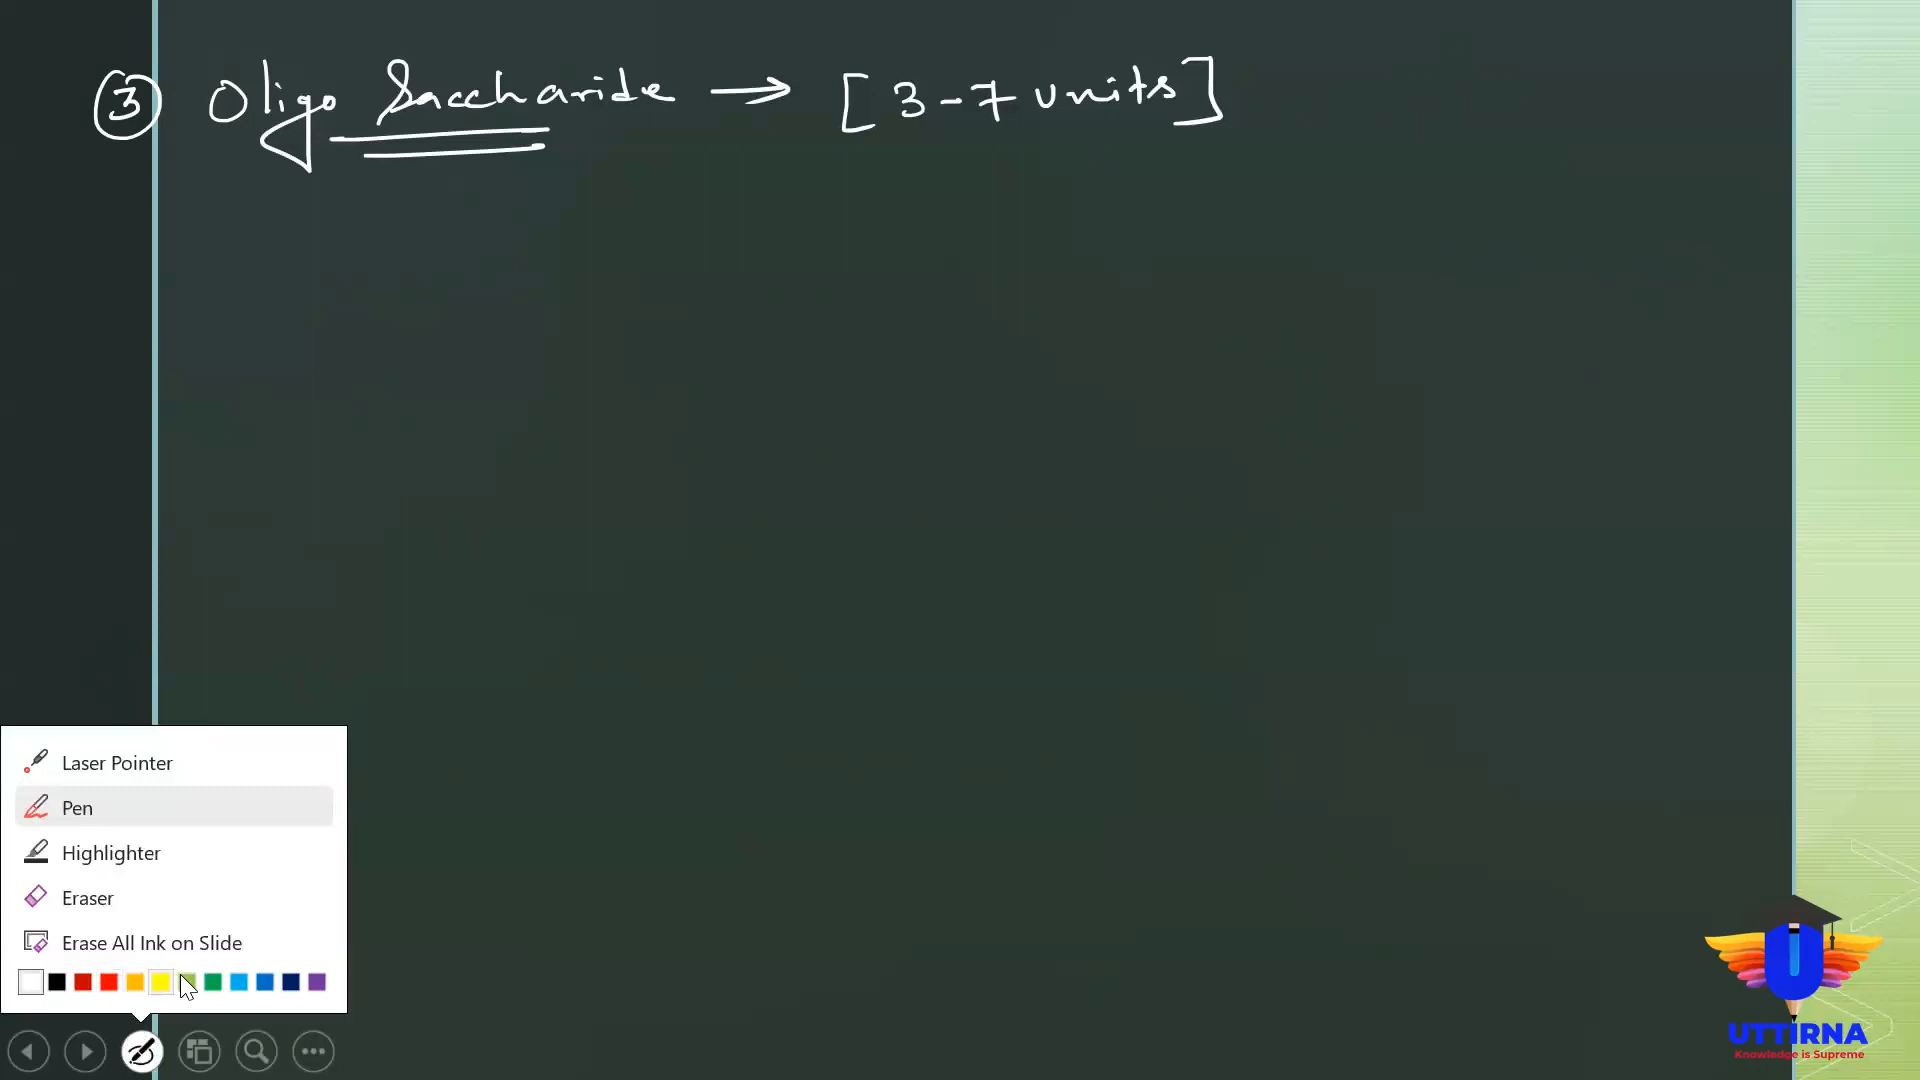 ③ Oligo Saccharide → [3-7 units]
Laser Pointer
Pen
Highlighter
Eraser
Erase All Ink on Slide
UTTIRNA
Knowledge is Supreme